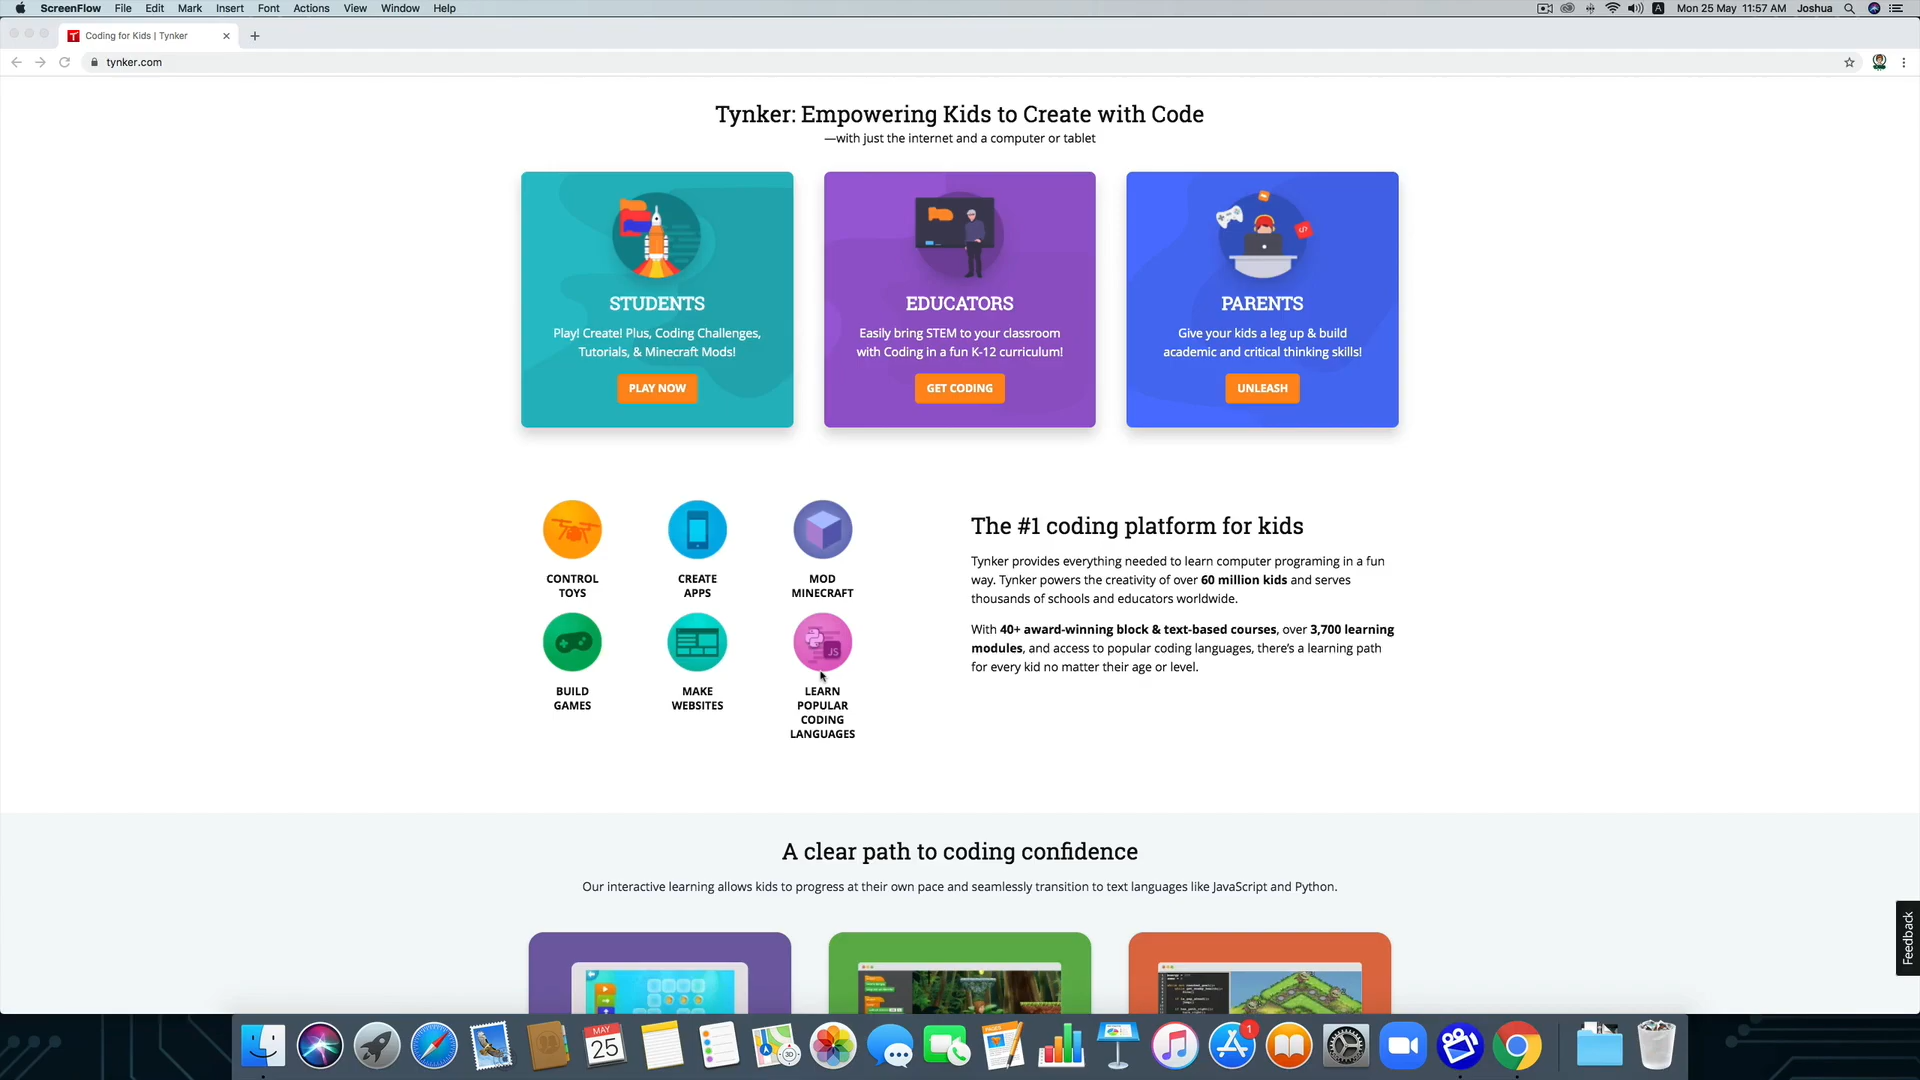 ScreenFlow File Edit Mark Insert Font Actions View Window Help
A Mon 25 May 11:57 AM Joshua
Coding for Kids | Tynker
tynker.com
Tynker: Empowering Kids to Create with Code
—with just the internet and a computer or tablet
STUDENTS
Play! Create! Plus, Coding Challenges,
Tutorials, & Minecraft Mods!
PLAY NOW
EDUCATORS
Easily bring STEM to your classroom
with Coding in a fun K-12 curriculum!
GET CODING
PARENTS
Give your kids a leg up & build
academic and critical thinking skills!
UNLEASH
CONTROL
TOYS
CREATE
APPS
MOD
MINECRAFT
BUILD
GAMES
MAKE
WEBSITES
JS
LEARN
POPULAR
CODING
LANGUAGES
The #1 coding platform for kids
Tynker provides everything needed to learn computer programing in a fun
way. Tynker powers the creativity of over 60 million kids and serves
thousands of schools and educators worldwide.
With 40+ award-winning block & text-based courses, over 3,700 learning
modules, and access to popular coding languages, there's a learning path
for every kid no matter their age or level.
A clear path to coding confidence
Our interactive learning allows kids to progress at their own pace and seamlessly transition to text languages like JavaScript and Python.
Feedback
MAY
25
3D
PAGES
1